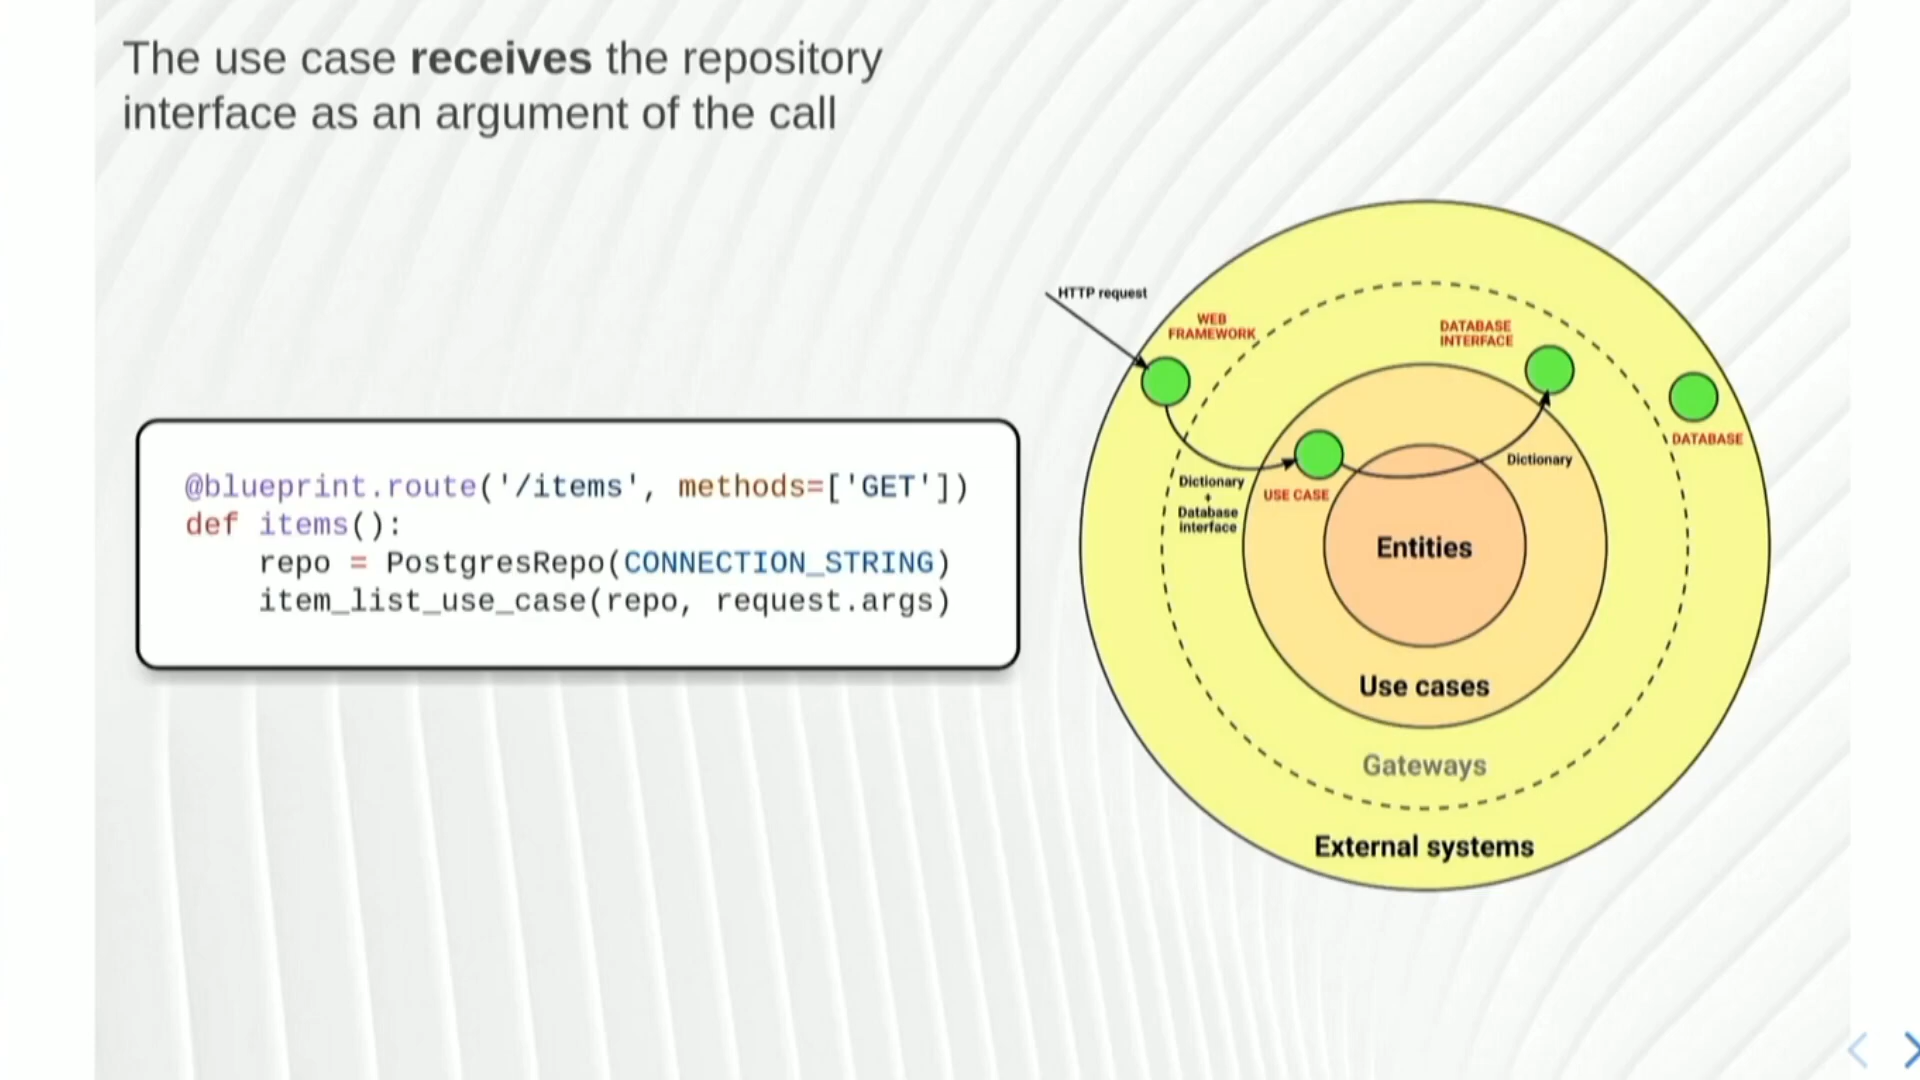 The use case receives the repository
interface as an argument of the call
@blueprint.route('/items', methods=['GET'])
def items():
    repo = PostgresRepo(CONNECTION_STRING)
    item_list_use_case(repo, request.args)
HTTP request
WEB
FRAMEWORK
DATABASE
INTERFACE
DATABASE
Dictionary
Dictionary
+
Database
interface
USE CASE
Entities
Use cases
Gateways
External systems